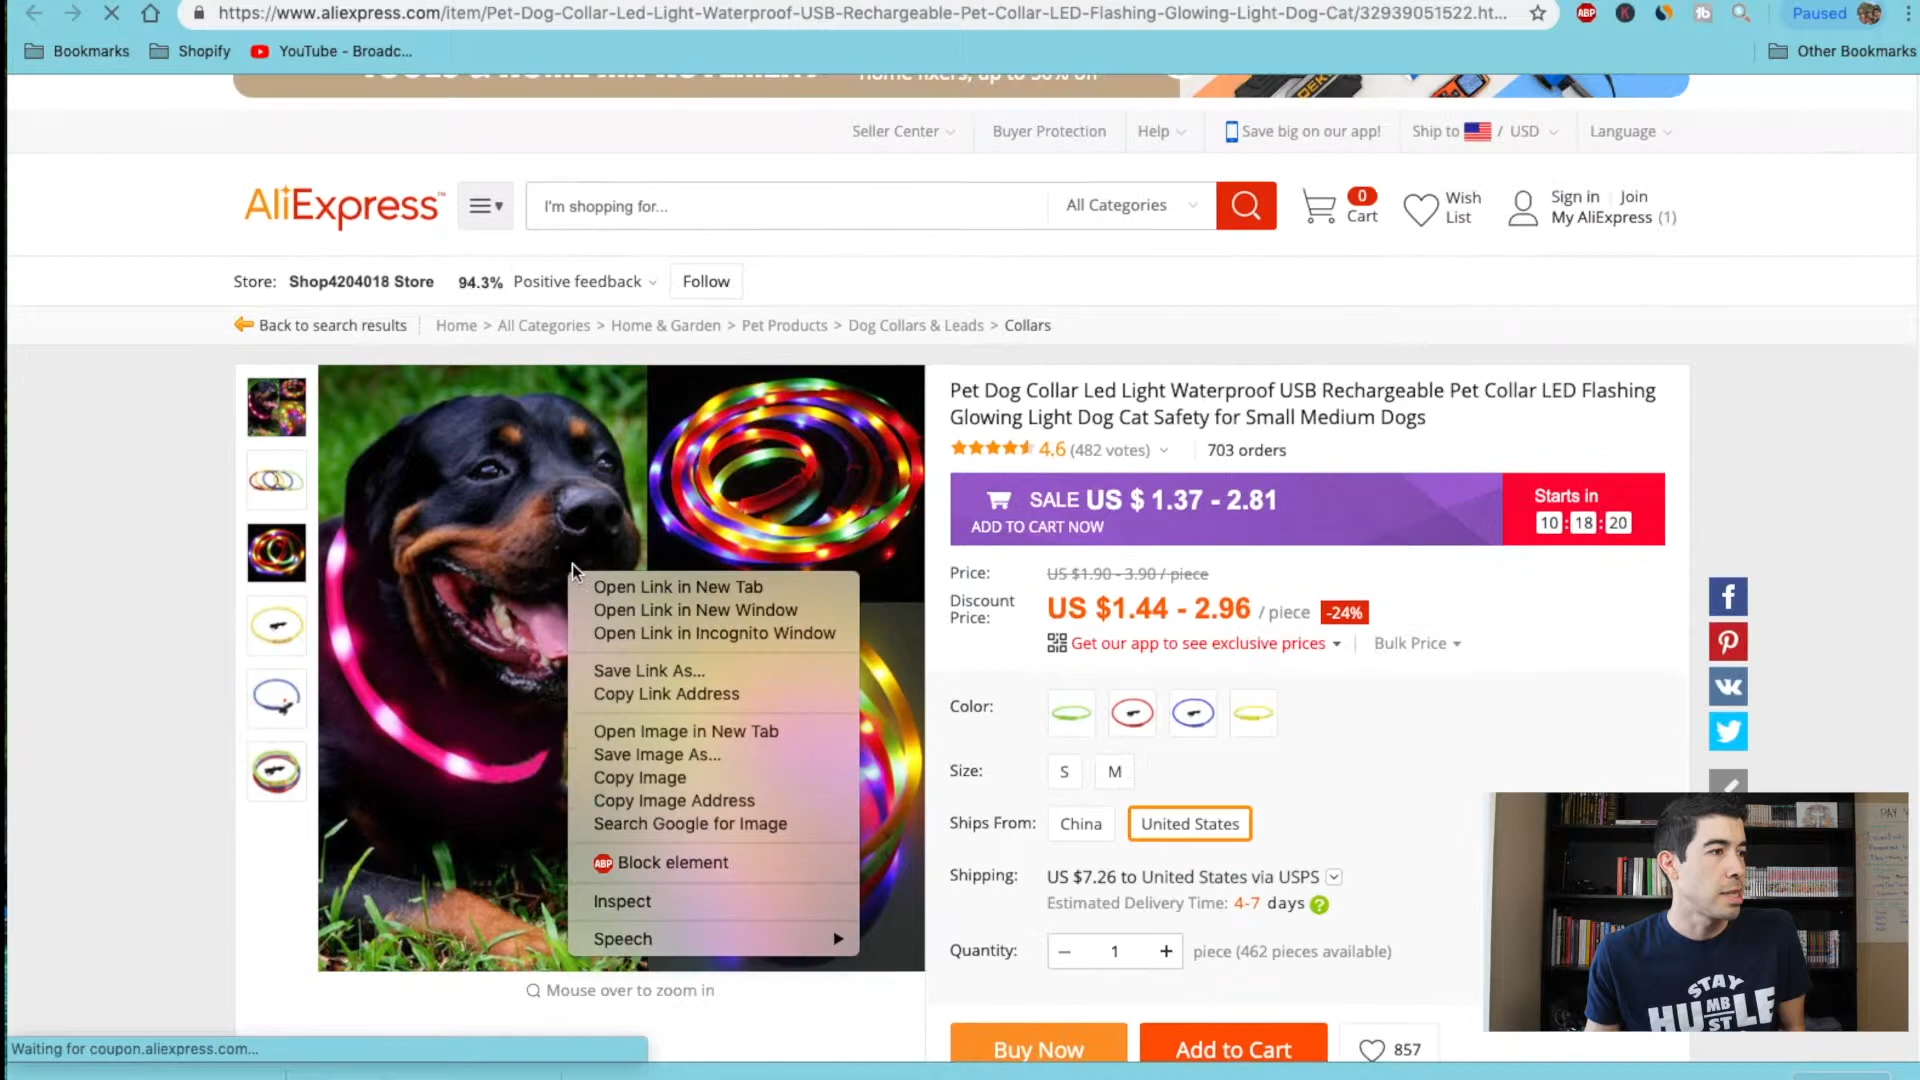 https://www.aliexpress.com/item/Pet-Dog-Collar-Led-Light-Waterproof-USB-Rechargeable-Pet-Collar-LED-Flashing-Glowing-Light-Dog-Cat/32939051522.ht...
ABP
K
tb
Paused
Bookmarks
Shopify
YouTube - Broadc...
Other Bookmarks
home fixers, up to 50% off
Seller Center
Buyer Protection
Help
Save big on our app!
Ship to / USD
Language
AliExpress™
I'm shopping for...
All Categories
0
Cart
Wish
List
Sign in
Join
My AliExpress (1)
Store: Shop4204018 Store 94.3% Positive feedback
Follow
Back to search results
Home > All Categories > Home & Garden > Pet Products > Dog Collars & Leads > Collars
Pet Dog Collar Led Light Waterproof USB Rechargeable Pet Collar LED Flashing
Glowing Light Dog Cat Safety for Small Medium Dogs
4.6 (482 votes) 703 orders
SALE US $ 1.37 - 2.81
ADD TO CART NOW
Starts in
10 : 18 : 20
Price: US $1.90 - 3.90 / piece
Discount
Price:
US $1.44 - 2.96 / piece -24%
Get our app to see exclusive prices
Bulk Price
Color:
Size: S M
Ships From: China United States
Shipping: US $7.26 to United States via USPS
Estimated Delivery Time: 4-7 days ?
Quantity: − 1 + piece (462 pieces available)
Buy Now
Add to Cart
857
Open Link in New Tab
Open Link in New Window
Open Link in Incognito Window
Save Link As...
Copy Link Address
Open Image in New Tab
Save Image As...
Copy Image
Copy Image Address
Search Google for Image
ABP Block element
Inspect
Speech
Mouse over to zoom in
Waiting for coupon.aliexpress.com...
STAY
HUMBLE